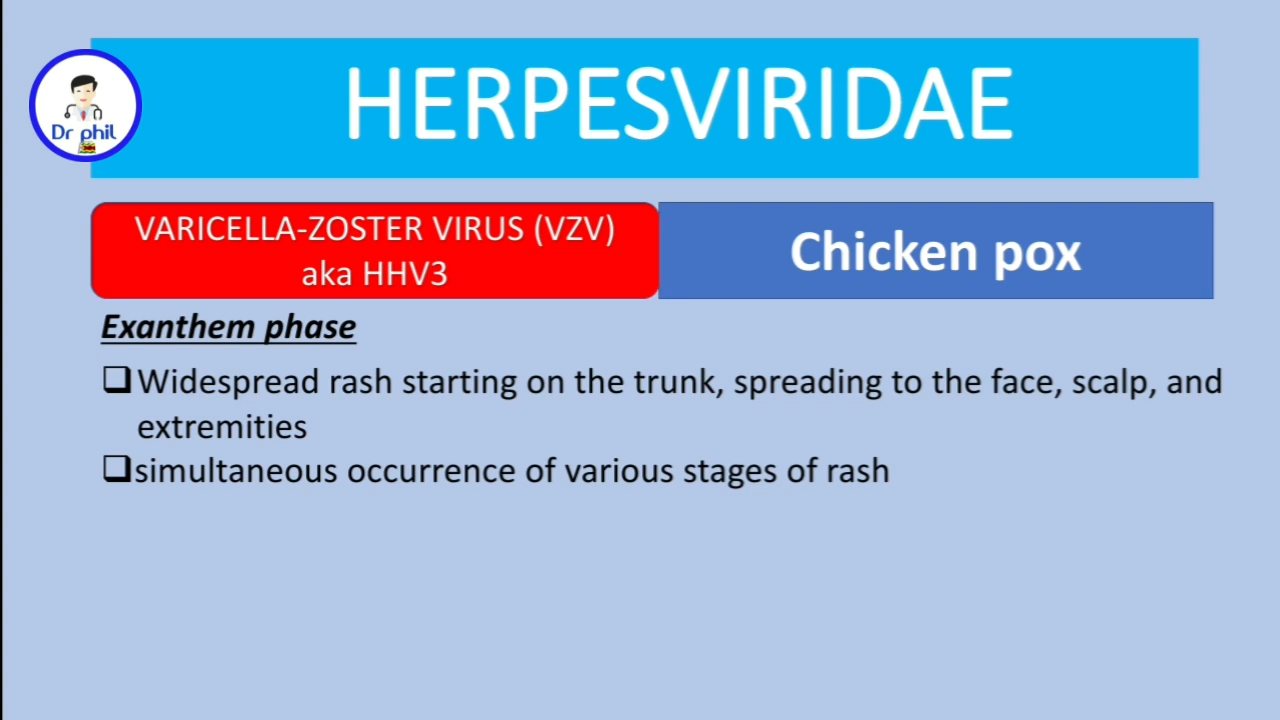 HERPESVIRIDAE
Dr phil
VARICELLA-ZOSTER VIRUS (VZV)
aka HHV3
Chicken pox
Exanthem phase
❑Widespread rash starting on the trunk, spreading to the face, scalp, and
extremities
❑simultaneous occurrence of various stages of rash